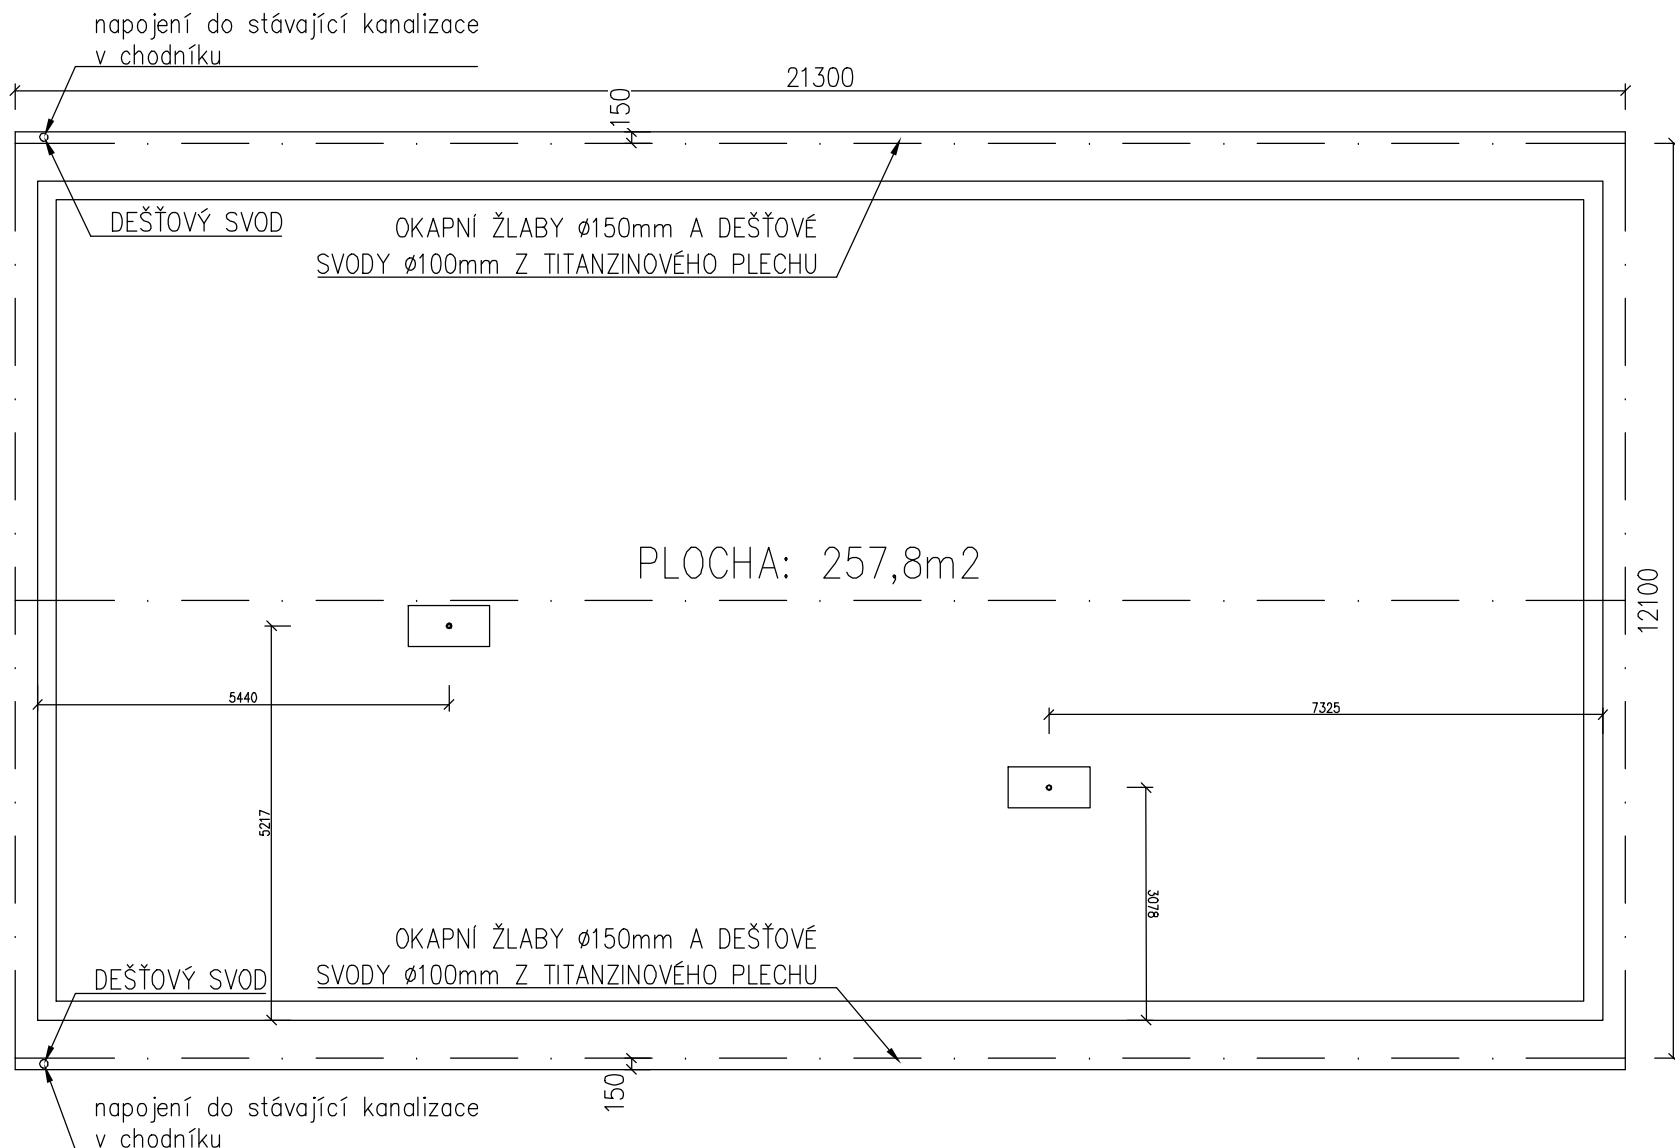 napojení do stávající kanalizace
v chodníku
21300
150
DEŠŤOVÝ SVOD
OKAPNÍ ŽLABY ø150mm A DEŠŤOVÉ
SVODY ø100mm Z TITANZINOVÉHO PLECHU
PLOCHA: 257,8m2
12100
5440
7325
5217
3078
OKAPNÍ ŽLABY ø150mm A DEŠŤOVÉ
SVODY ø100mm Z TITANZINOVÉHO PLECHU
DEŠŤOVÝ SVOD
150
napojení do stávající kanalizace
v chodníku